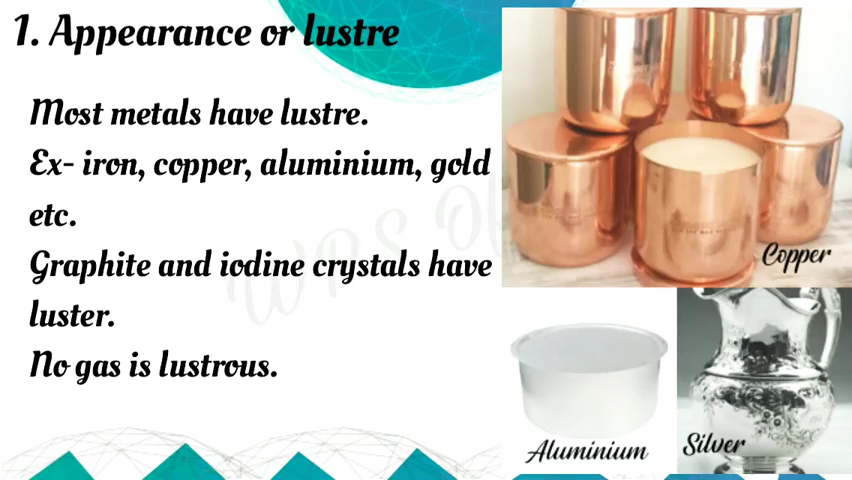 1. Appearance or lustre
Most metals have lustre.
Ex- iron, copper, aluminium, gold
etc.
Graphite and iodine crystals have
luster.
No gas is lustrous.
Copper
Aluminium
Silver